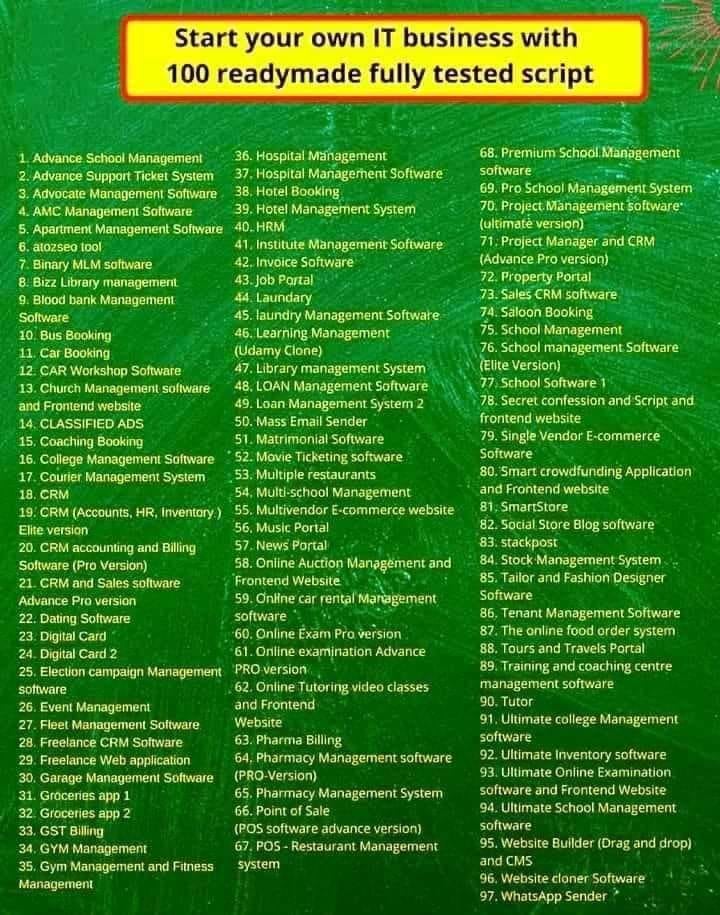 Start your own IT business with
100 readymade fully tested script
1. Advance School Management
2. Advance Support Ticket System
3. Advocate Management Software
4. AMC Management Software
5. Apartment Management Software
6. atozseo tool
7. Binary MLM software
8. Bizz Library management
9. Blood bank Management
Software
10. Bus Booking
11. Car Booking
12. CAR Workshop Software
13. Church Management software
and Frontend website
14. CLASSIFIED ADS
15. Coaching Booking
16. College Management Software
17. Courier Management System
18. CRM
19. CRM (Accounts, HR, Inventory.)
Elite version
20. CRM accounting and Billing
Software (Pro Version)
21. CRM and Sales software
Advance Pro version
22. Dating Software
23. Digital Card
24. Digital Card 2
25. Election campaign Management
software
26. Event Management
27. Fleet Management Software
28. Freelance CRM Software
29. Freelance Web application
30. Garage Management Software
31. Groceries app 1
32. Groceries app 2
33. GST Billing
34. GYM Management
35. Gym Management and Fitness
Management
36. Hospital Management
37. Hospital Management Software
38. Hotel Booking
39. Hotel Management System
40. HRM
41. Institute Management Software
42. Invoice Software
43. Job Portal
44. Laundary
45. laundry Management Software
46. Learning Management
(Udamy Clone)
47. Library management System
48. LOAN Management Software
49. Loan Management System 2
50. Mass Email Sender
51. Matrimonial Software
52. Movie Ticketing software
53. Multiple restaurants
54. Multi-school Management
55. Multivendor E-commerce website
56. Music Portal
57. News Portal
58. Online Auction Management and
Frontend Website
59. Online car rental Management
software
60. Online Exam Pro version
61. Online examination Advance
PRO version
62. Online Tutoring video classes
and Frontend
Website
63. Pharma Billing
64. Pharmacy Management software
(PRO-Version)
65. Pharmacy Management System
66. Point of Sale
(POS software advance version)
67. POS - Restaurant Management
system
68. Premium School Management
software
69. Pro School Management System
70. Project Management software
(ultimate version)
71. Project Manager and CRM
(Advance Pro version)
72. Property Portal
73. Sales CRM software
74. Saloon Booking
75. School Management
76. School management Software
(Elite Version)
77. School Software 1
78. Secret confession and Script and
frontend website
79. Single Vendor E-commerce
Software
80. Smart crowdfunding Application
and Frontend website
81. SmartStore
82. Social Store Blog software
83. stackpost
84. Stock Management System
85. Tailor and Fashion Designer
Software
86. Tenant Management Software
87. The online food order system
88. Tours and Travels Portal
89. Training and coaching centre
management software
90. Tutor
91. Ultimate college Management
software
92. Ultimate Inventory software
93. Ultimate Online Examination
software and Frontend Website
94. Ultimate School Management
software
95. Website Builder (Drag and drop)
and CMS
96. Website cloner Software
97. WhatsApp Sender